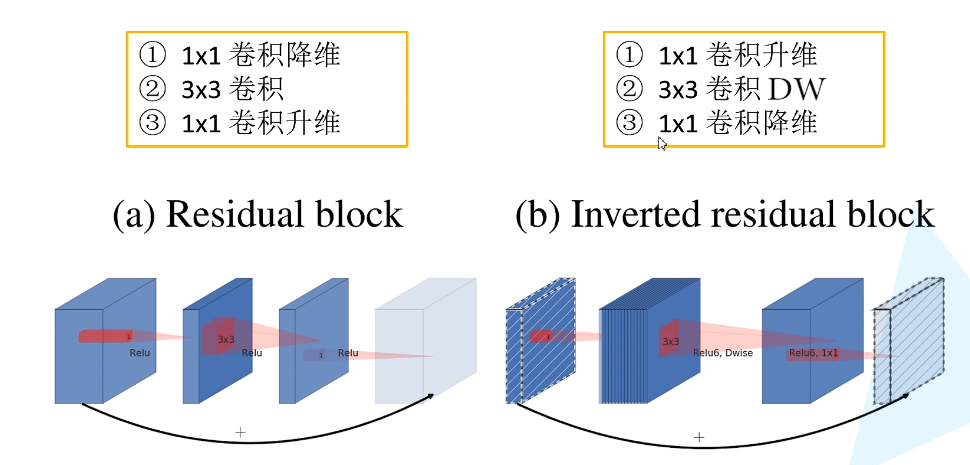 ① 1x1 卷积降维
② 3x3 卷积
③ 1x1 卷积升维
① 1x1 卷积升维
② 3x3 卷积 DW
③ 1x1 卷积降维
(a) Residual block
(b) Inverted residual block
1
Relu
3x3
Relu
1
Relu
+
1
3x3
Relu6, Dwise
Relu6, 1x1
+